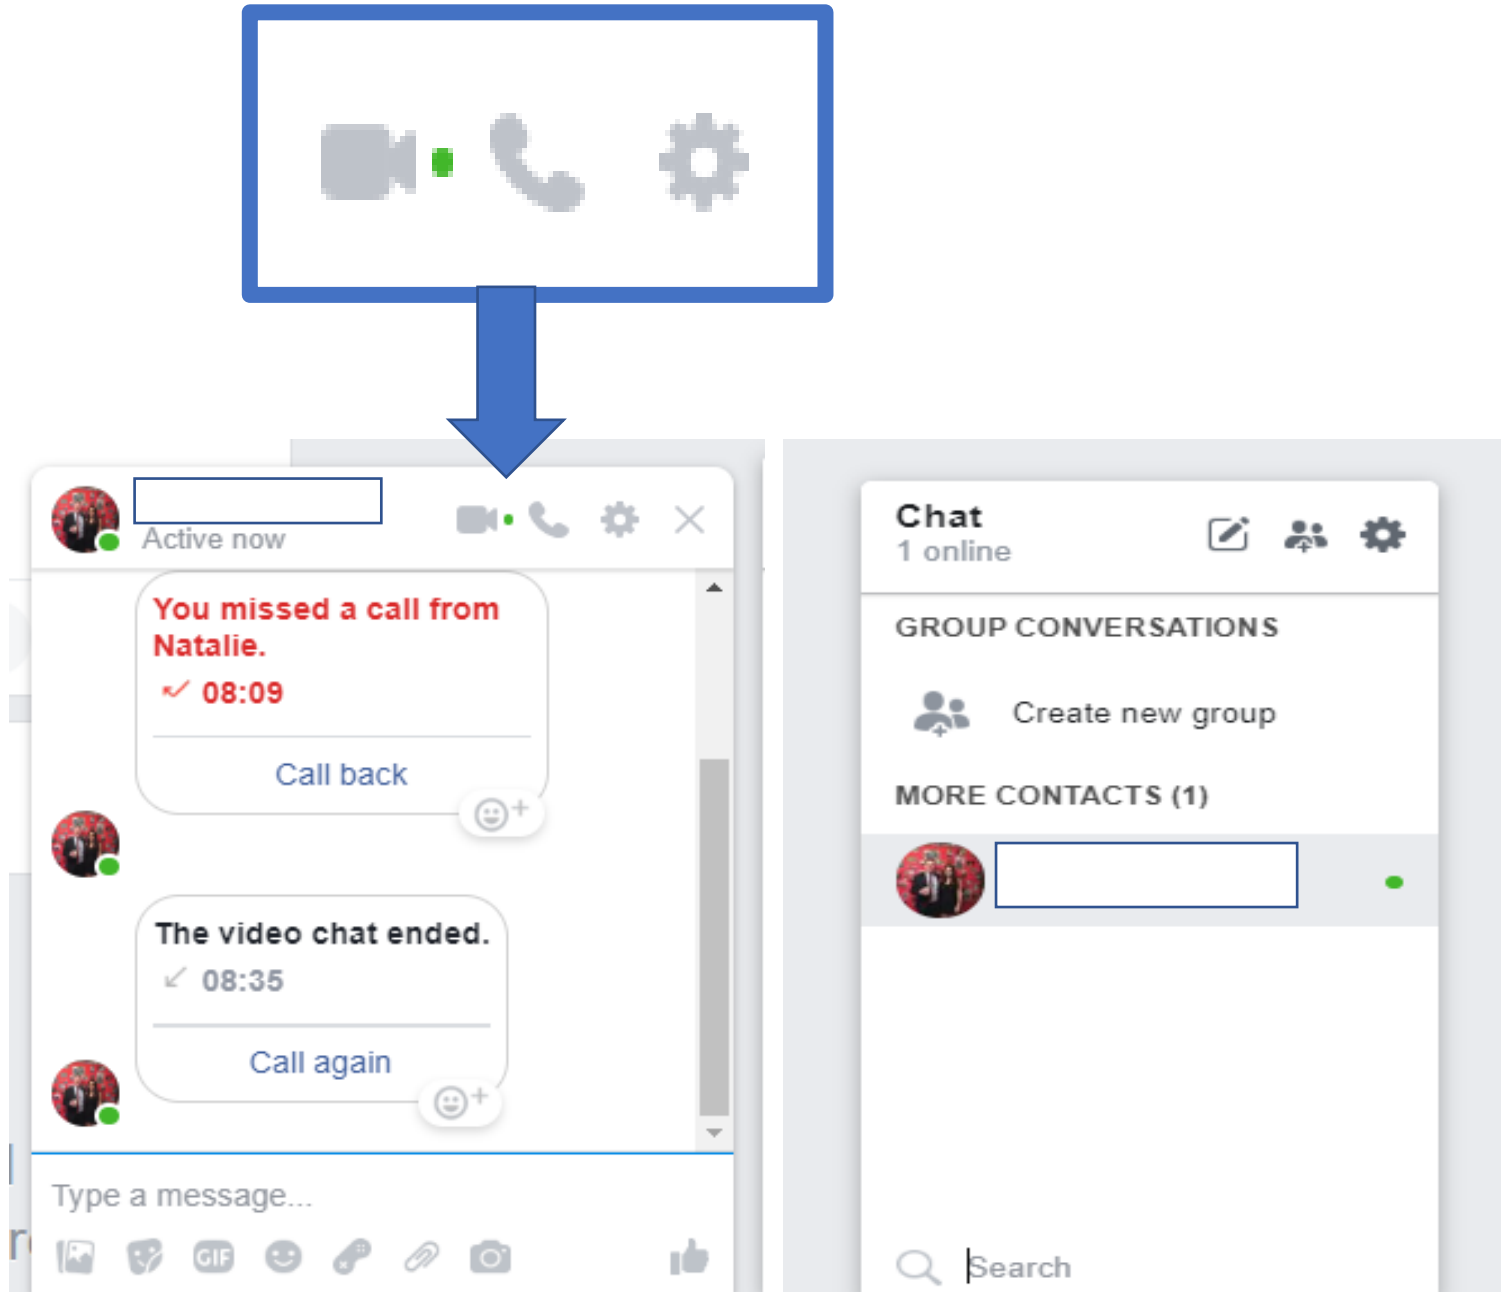 Active now
You missed a call from
Natalie.
08:09
Call back
The video chat ended.
08:35
Call again
Type a message...
GIF
Chat
1 online
GROUP CONVERSATIONS
Create new group
MORE CONTACTS (1)
Search